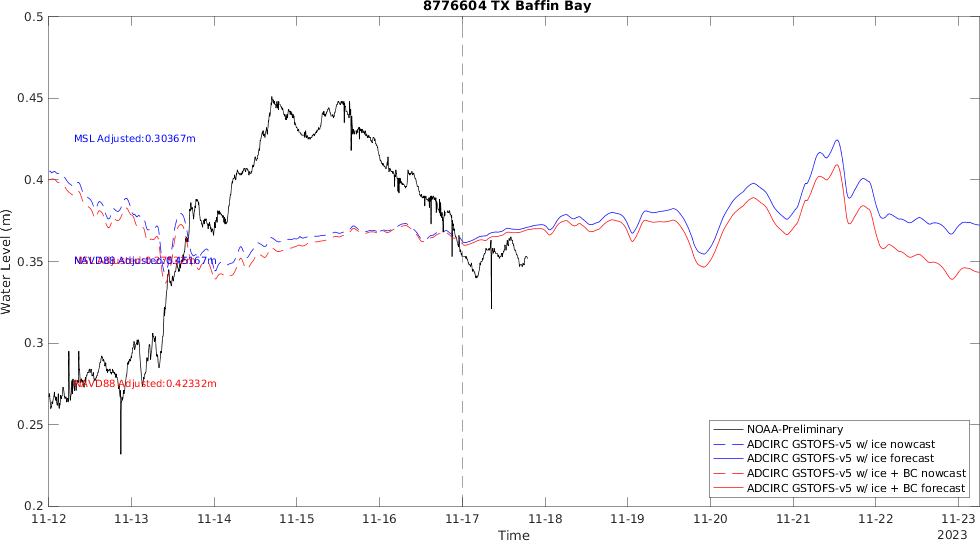 8776604 TX Baffin Bay
0.5
0.45
0.4
0.35
0.3
0.25
0.2
Water Level (m)
MSL Adjusted:0.30367m
NAVD88 Adjusted:0.42332m
NOAA-Preliminary
ADCIRC GSTOFS-v5 w/ ice nowcast
ADCIRC GSTOFS-v5 w/ ice forecast
ADCIRC GSTOFS-v5 w/ ice + BC nowcast
ADCIRC GSTOFS-v5 w/ ice + BC forecast
11-12 11-13 11-14 11-15 11-16 11-17 11-18 11-19 11-20 11-21 11-22 11-23
Time
2023